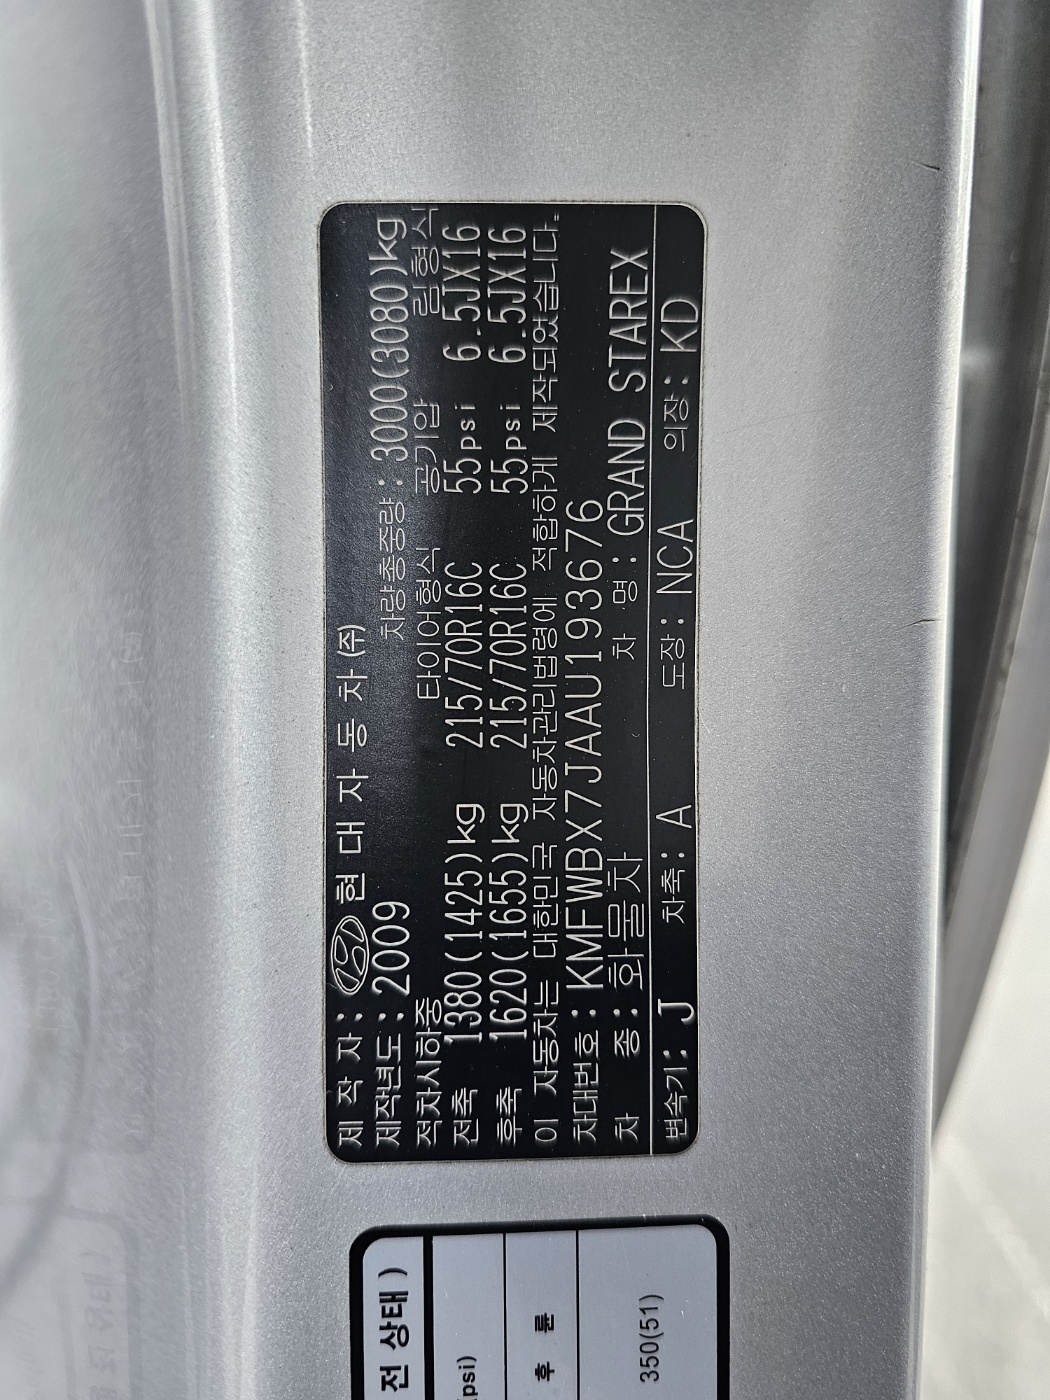 제 작 자 : 현 대 자 동 차 (주)
제작년도 : 2009 차량총중량 : 3000(3080)kg
적차시하중 타이어형식 공기압 림형식
전축 1380(1425)kg 215/70R16C 55psi 6.5JX16
후축 1620(1655)kg 215/70R16C 55psi 6.5JX16
이 자동차는 대한민국 자동차관리법령에 적합하게 제작되었습니다.
차대번호 : KMFWBX7JAAU193676
차 종 : 화물차 차 명 : GRAND STAREX
변속기 : J 차축 : A 도장 : NCA 의장 : KD
전 상태 )
psi)
후 륜
350(51)